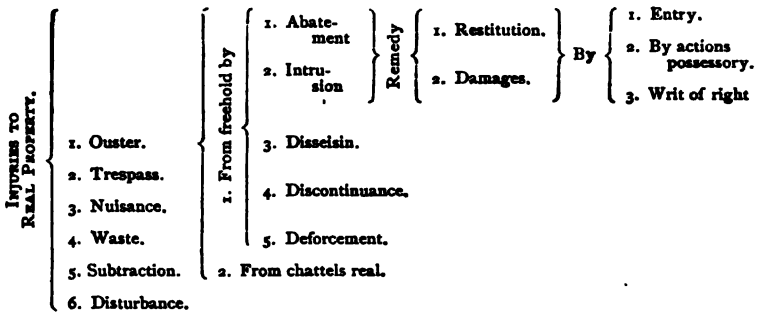 INJURIES TO
REAL PROPERTY.
1. Ouster.
2. Trespass.
3. Nuisance.
4. Waste.
5. Subtraction.
6. Disturbance.
1. From freehold by
1. Abate-
ment
2. Intru-
sion
3. Disseisin.
4. Discontinuance.
5. Deforcement.
2. From chattels real.
Remedy
1. Restitution.
2. Damages.
By
1. Entry.
2. By actions
possessory.
3. Writ of right